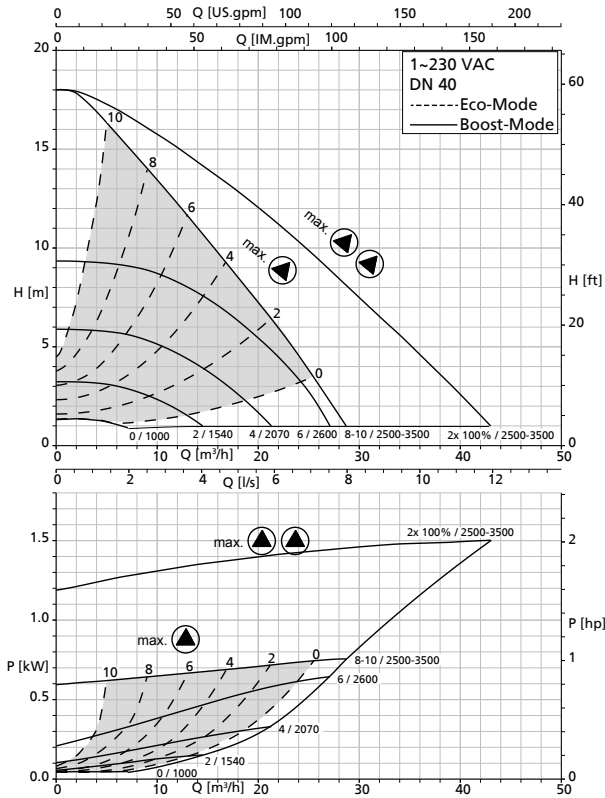 Q [US.gpm]
0 50 100 150 200
Q [IM.gpm]
0 50 100 150
1~230 VAC
DN 40
Eco-Mode
Boost-Mode
20
15
10
H [m]
5
0
60
40
H [ft]
20
0
10
8
6
4
2
0
max.
max.
0 / 1000
2 / 1540
4 / 2070
6 / 2600
8-10 / 2500-3500
2x 100% / 2500-3500
0 10 20 30 40 50
Q [m³/h]
0 2 4 6 8 10 12
Q [l/s]
1.5
1.0
P [kW]
0.5
0.0
2
P [hp]
1
0
max.
2x 100% / 2500-3500
max.
10
8
6
4
2
0
8-10 / 2500-3500
6 / 2600
4 / 2070
2 / 1540
0 / 1000
0 10 20 30 40 50
Q [m³/h]